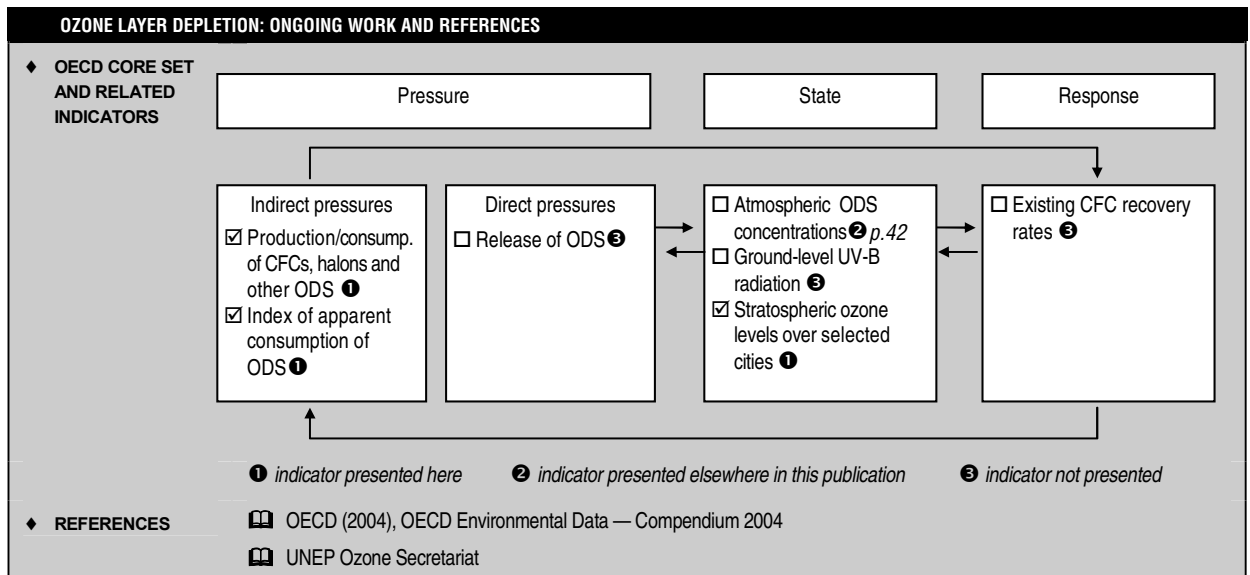 OZONE LAYER DEPLETION: ONGOING WORK AND REFERENCES
♦ OECD CORE SET
AND RELATED
INDICATORS
Pressure
State
Response
Indirect pressures
☑ Production/consump.
of CFCs, halons and
other ODS ❶
☑ Index of apparent
consumption of
ODS❶
Direct pressures
☐ Release of ODS❸
☐ Atmospheric ODS
concentrations❷ p.42
☐ Ground-level UV-B
radiation ❸
☑ Stratospheric ozone
levels over selected
cities ❶
☐ Existing CFC recovery
rates ❸
❶ indicator presented here ❷ indicator presented elsewhere in this publication ❸ indicator not presented
♦ REFERENCES
OECD (2004), OECD Environmental Data — Compendium 2004
UNEP Ozone Secretariat